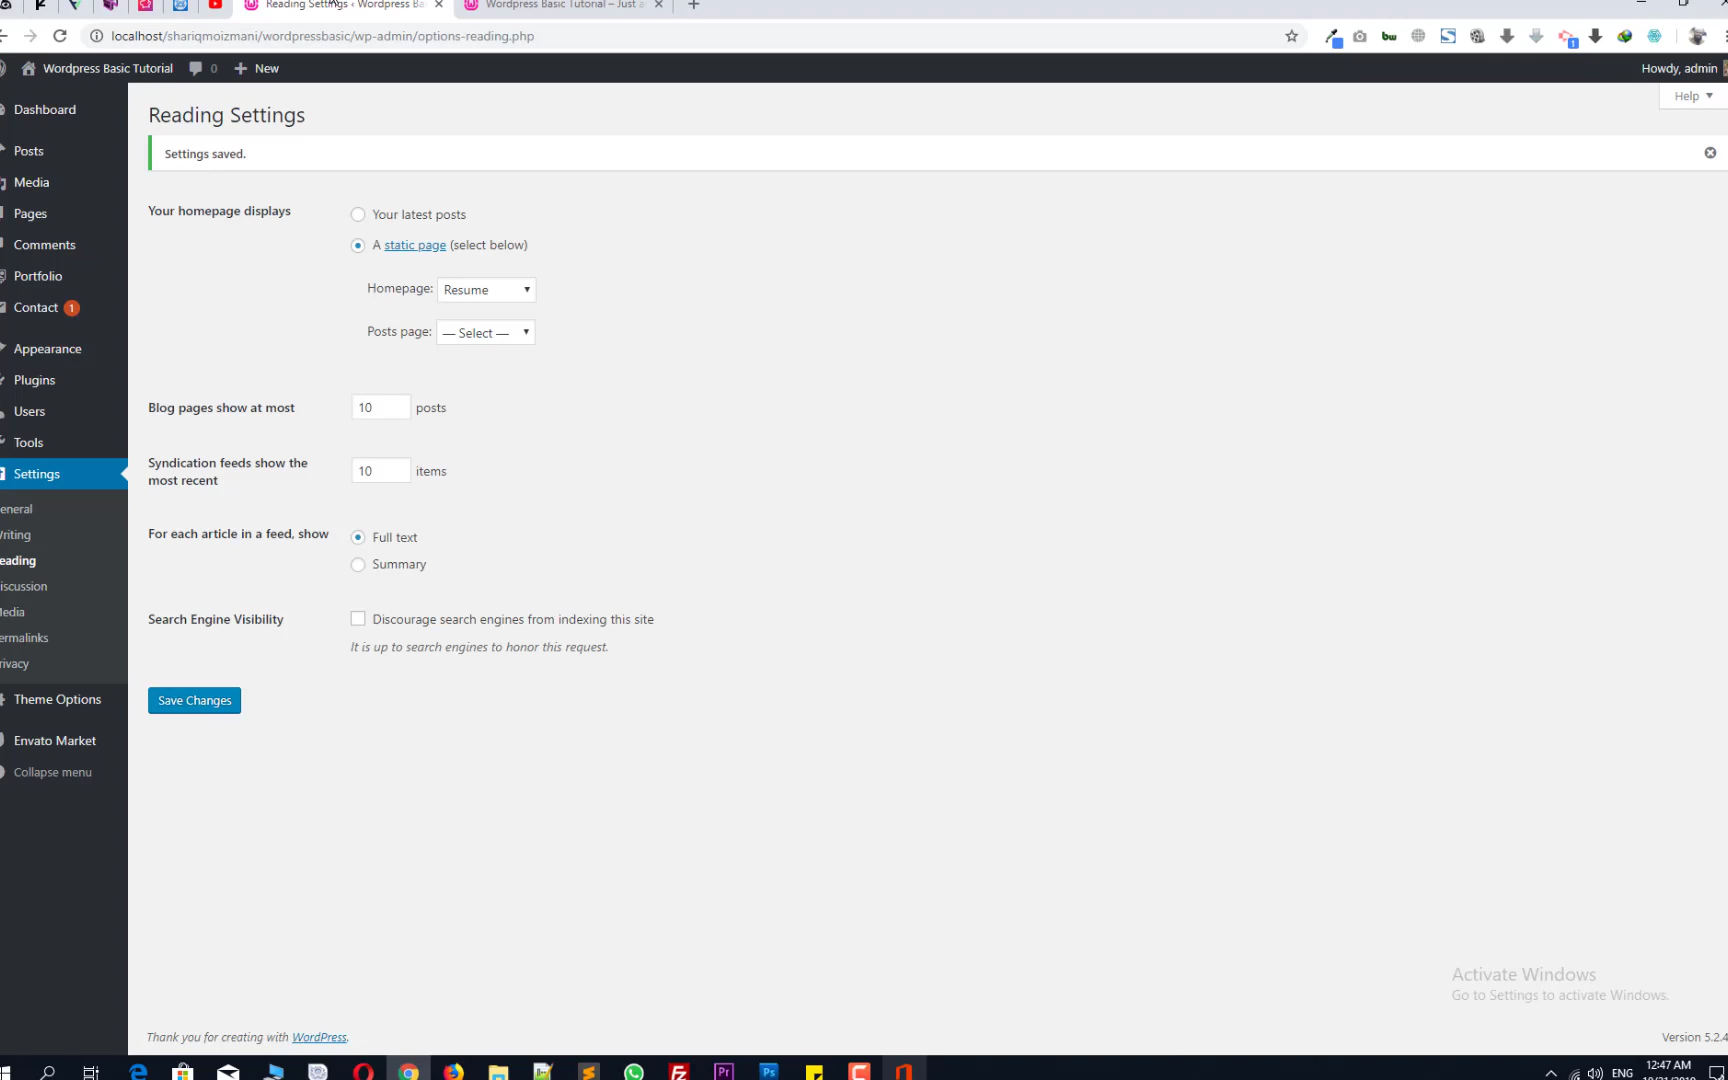 Reading Settings ‹ Wordpress Ba
Wordpress Basic Tutorial – Just a
localhost/shariqmoizmani/wordpressbasic/wp-admin/options-reading.php
bw
1
Wordpress Basic Tutorial
0
New
Howdy, admin
Help
Dashboard
Posts
Media
Pages
Comments
Portfolio
Contact 1
Appearance
Plugins
Users
Tools
Settings
eneral
riting
eading
iscussion
edia
ermalinks
rivacy
Theme Options
Envato Market
Collapse menu
Reading Settings
Settings saved.
Your homepage displays
Your latest posts
A static page (select below)
Homepage: Resume
Posts page: — Select —
Blog pages show at most
10 posts
Syndication feeds show the
most recent
10 items
For each article in a feed, show
Full text
Summary
Search Engine Visibility
Discourage search engines from indexing this site
It is up to search engines to honor this request.
Save Changes
Activate Windows
Go to Settings to activate Windows.
Thank you for creating with WordPress.
Version 5.2.4
Pr
Ps
ENG
12:47 AM